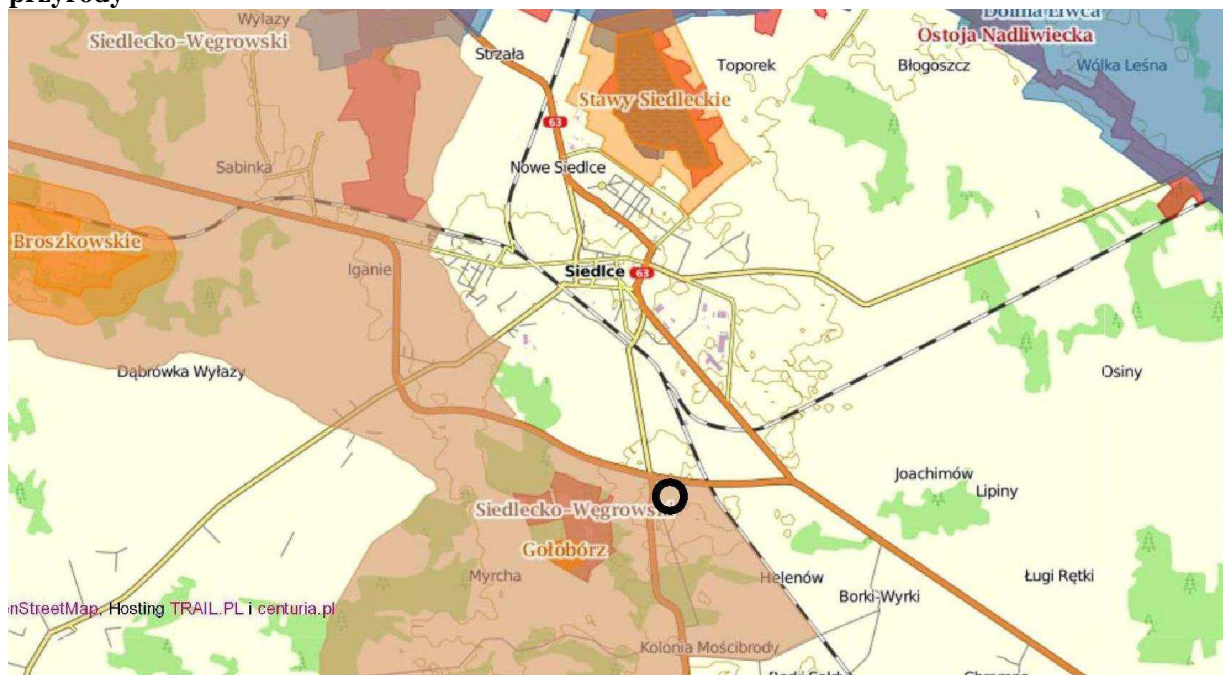 przyrody
Wylazy
Dolina Liwca
Siedlecko-Węgrowski
Ostoja Nadliwiecka
Strzała
Toporek
Błogoszcz
Wólka Leśna
Stawy Siedleckie
63
Nowe Siedlce
Sabinka
Broszkowskie
Iganie
Siedlce
63
Dąbrówka Wyłazy
Osiny
Joachimów
Lipiny
Siedlecko-Węgrowski
Gołobórz
Myrcha
Helenów
Ługi Rętki
Borki-Wyrki
nStreetMap, Hosting TRAIL.PL i centuria.pl
Kolonia Mościbrody